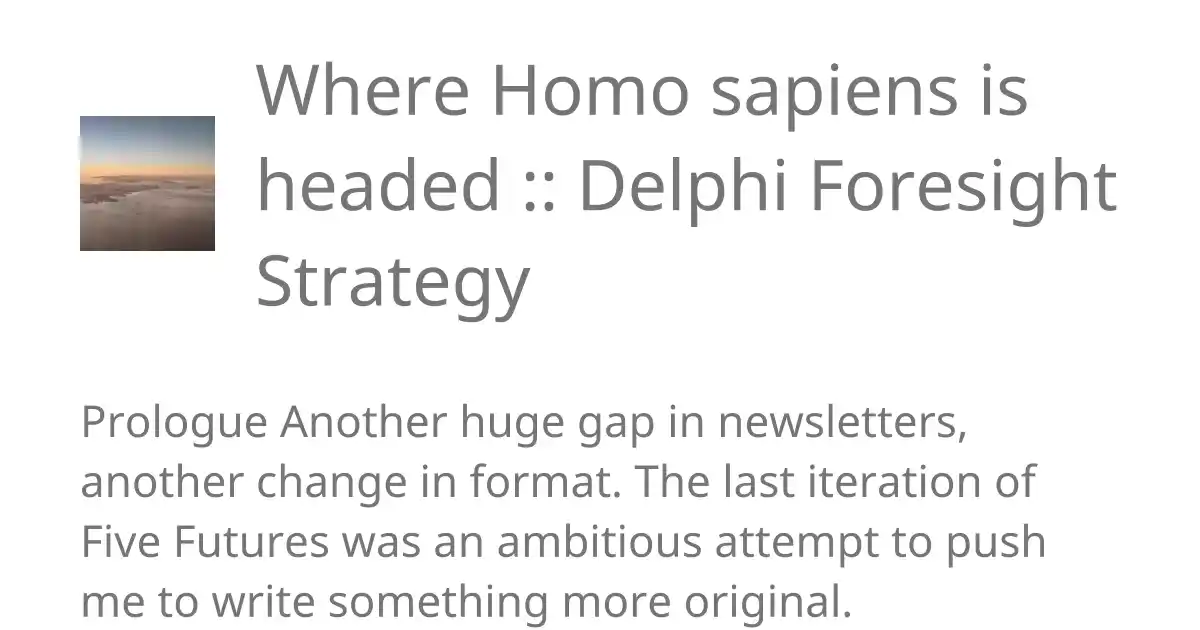 Where Homo sapiens is
headed :: Delphi Foresight
Strategy
Prologue Another huge gap in newsletters,
another change in format. The last iteration of
Five Futures was an ambitious attempt to push
me to write something more original.